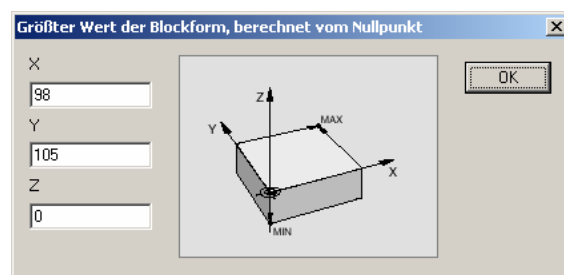 Größter Wert der Blockform, berechnet vom Nullpunkt
X
98
Y
105
Z
0
Z
Y
MAX
X
MIN
OK